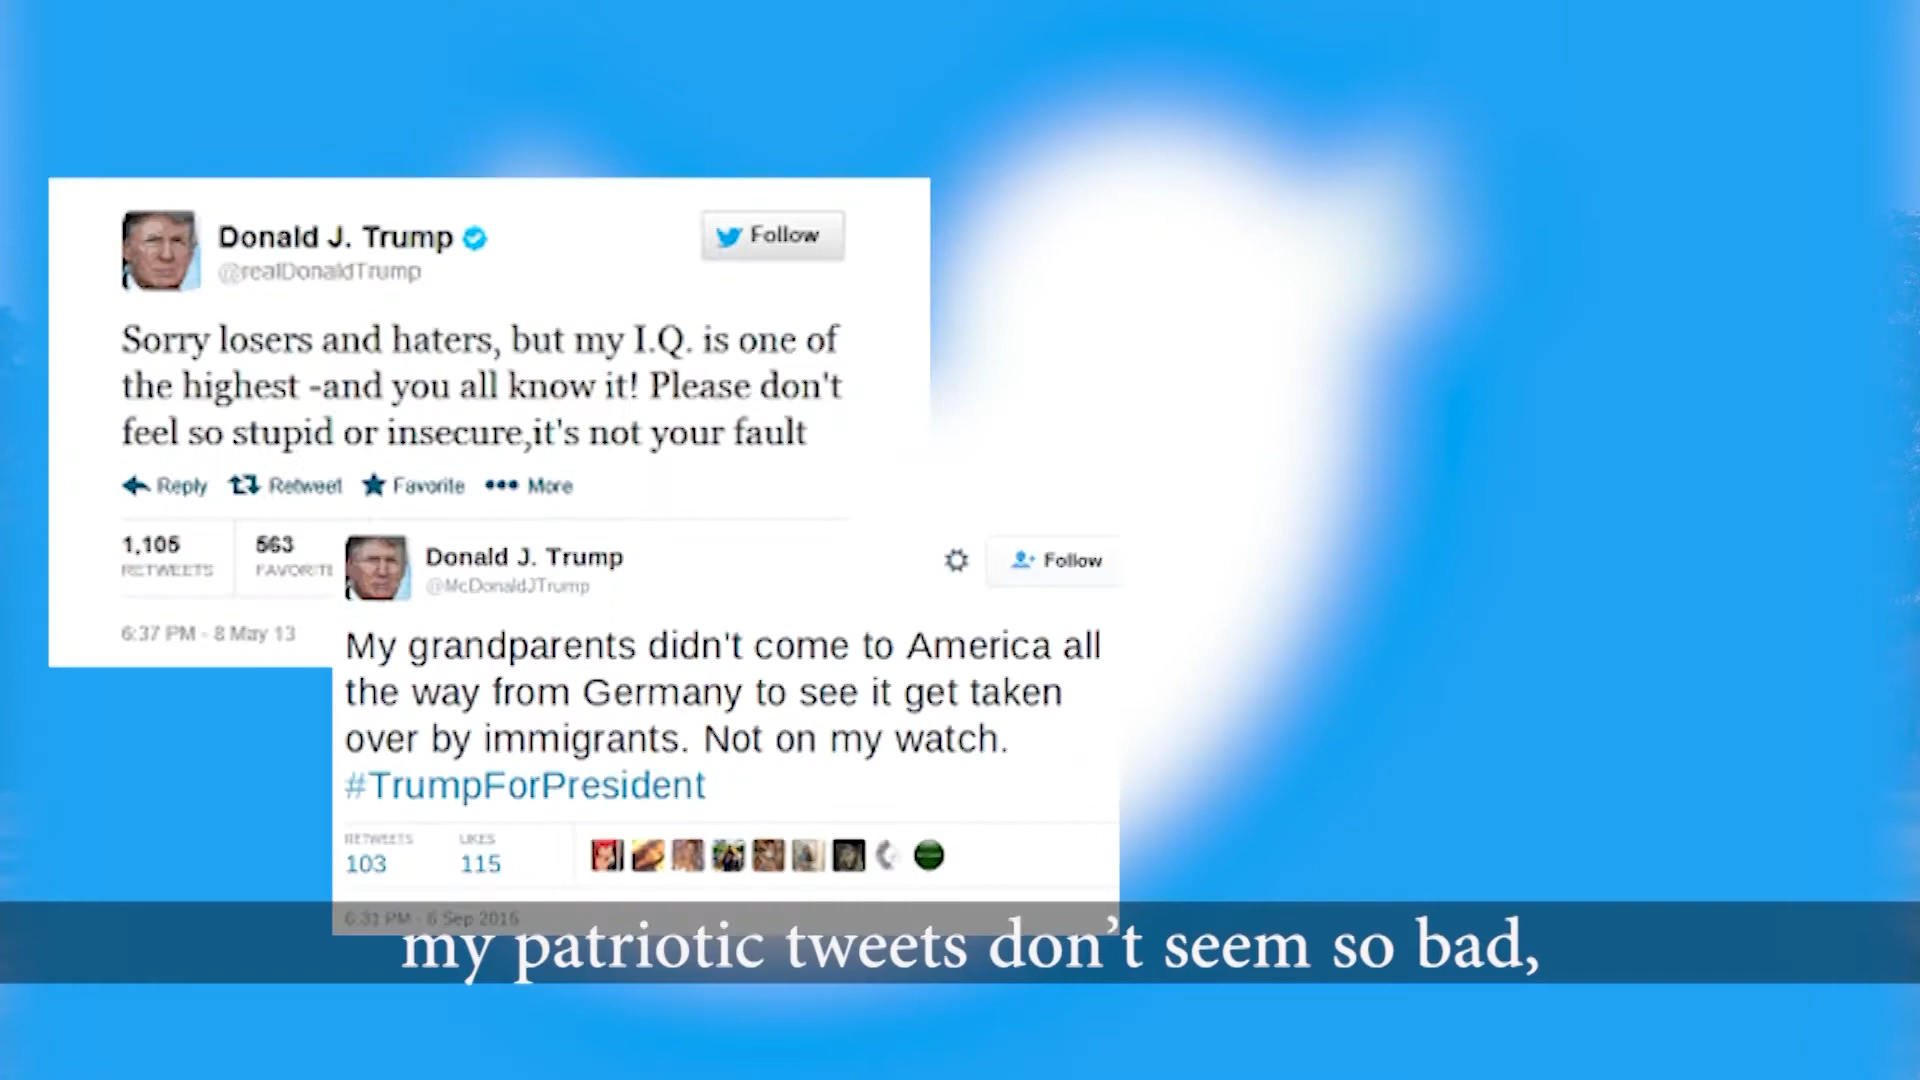 Donald J. Trump
@realDonaldTrump
Follow
Sorry losers and haters, but my I.Q. is one of
the highest -and you all know it! Please don't
feel so stupid or insecure,it's not your fault
Reply Retweet Favorite More
1,105
RETWEETS
563
6:37 PM - 8 May 13
Donald J. Trump
@McDonaldJTrump
Follow
My grandparents didn't come to America all
the way from Germany to see it get taken
over by immigrants. Not on my watch.
#TrumpForPresident
RETWEETS LIKES
103 115
my patriotic tweets don’t seem so bad,